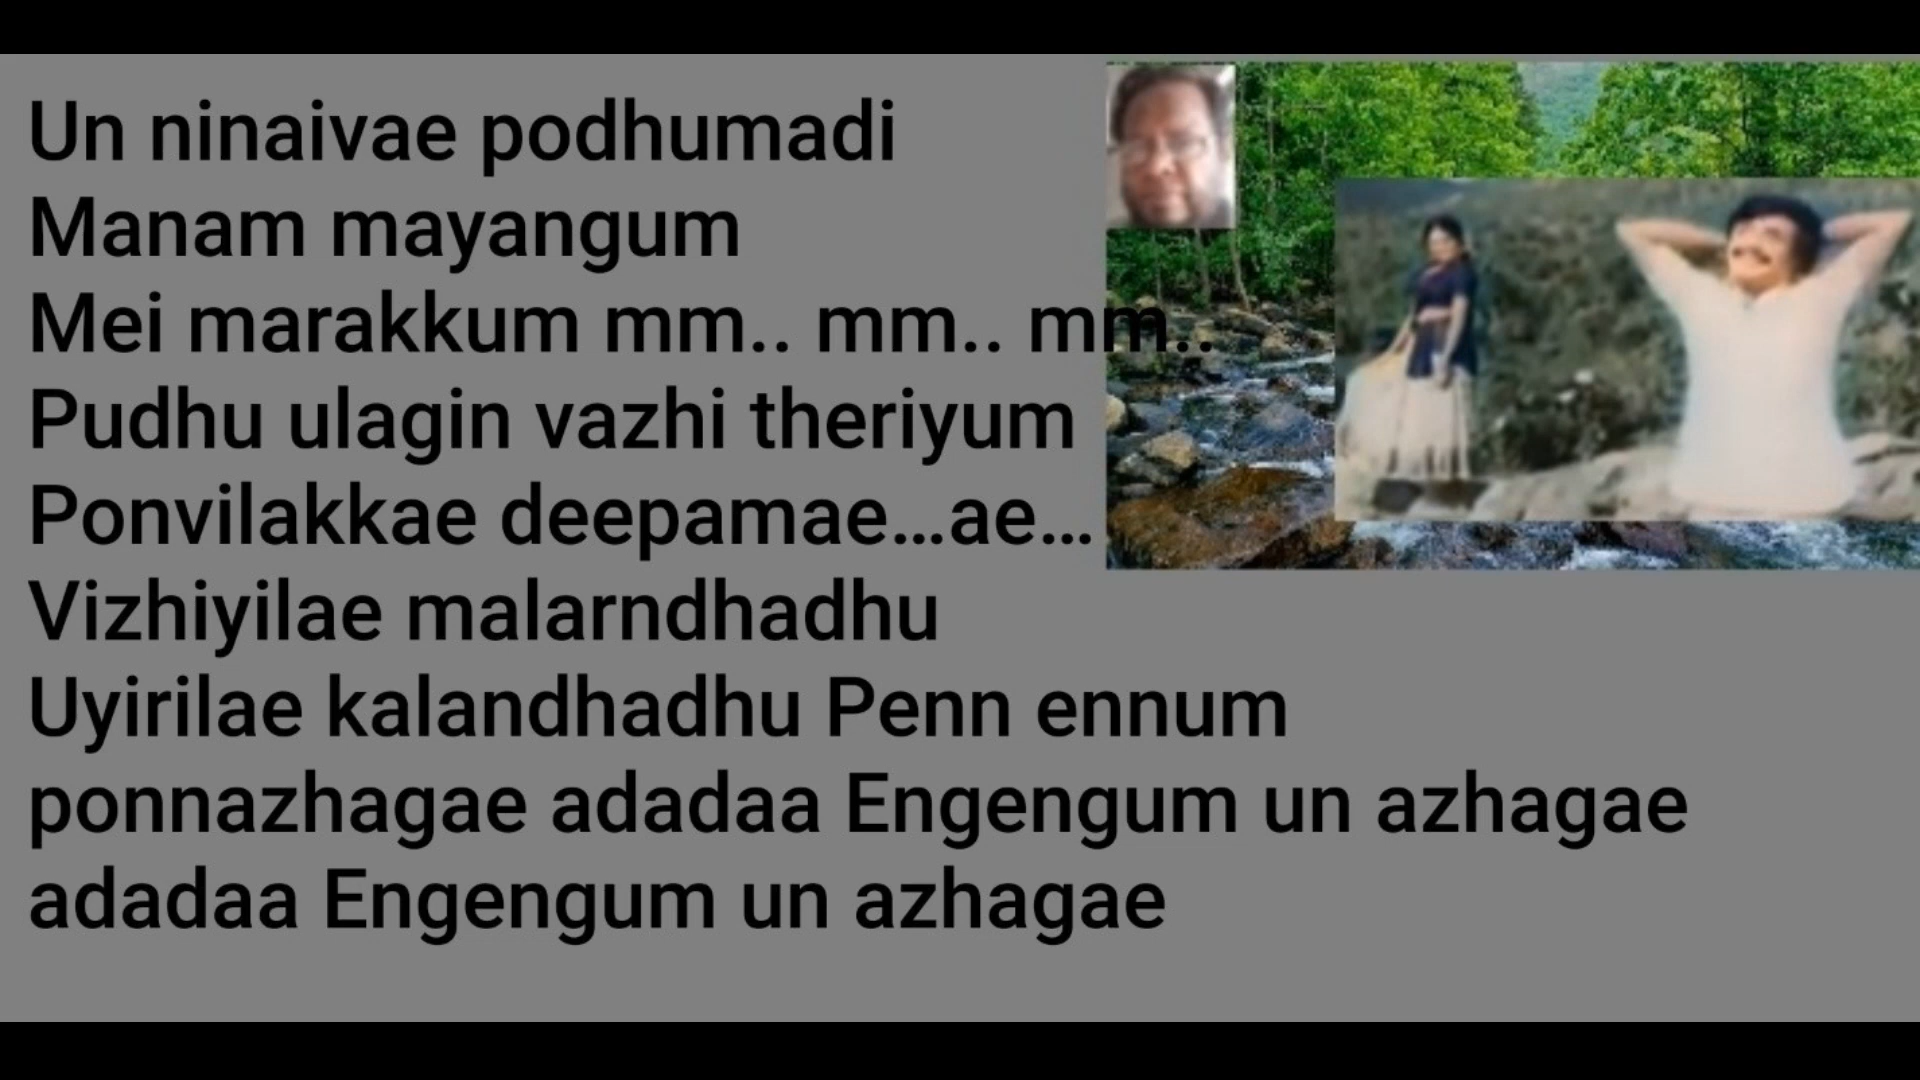 Un ninaivae podhumadi
Manam mayangum
Mei marakkum mm.. mm.. mm..
Pudhu ulagin vazhi theriyum
Ponvilakkae deepamae...ae...
Vizhiyilae malarndhadhu
Uyirilae kalandhadhu Penn ennum
ponnazhagae adadaa Engengum un azhagae
adadaa Engengum un azhagae